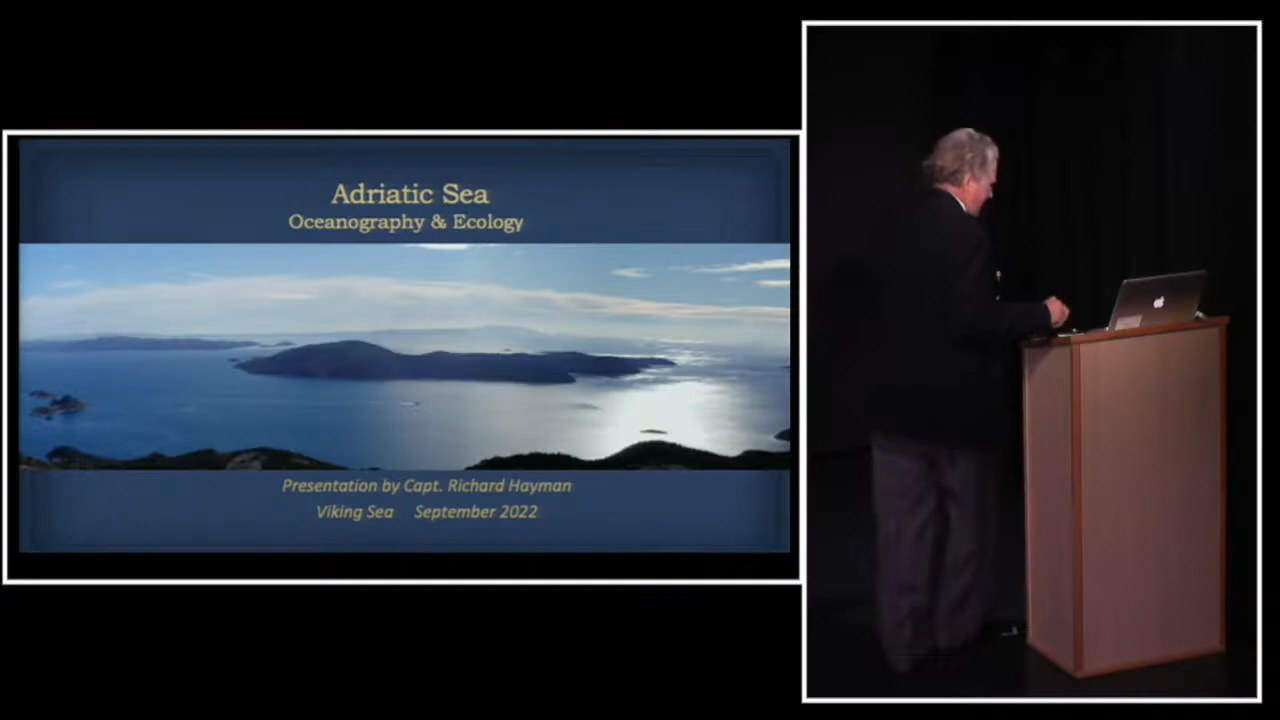 Adriatic Sea
Oceanography & Ecology
Presentation by Capt. Richard Hayman
Viking Sea September 2022